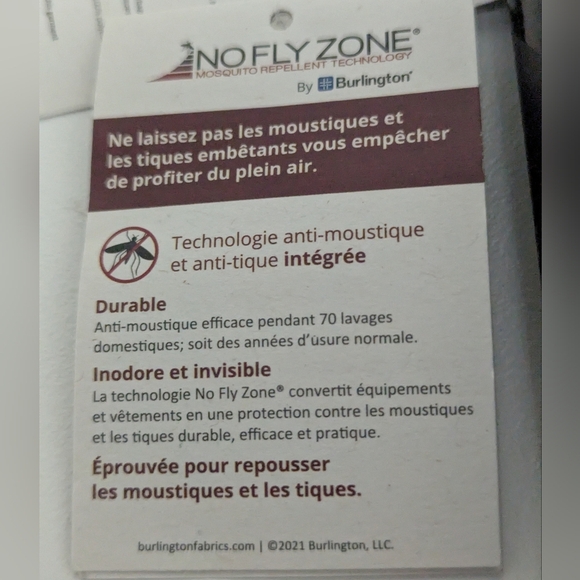 NO FLY ZONE®
MOSQUITO REPELLENT TECHNOLOGY
By Burlington®
Ne laissez pas les moustiques et
les tiques embêtants vous empêcher
de profiter du plein air.
Technologie anti-moustique
et anti-tique intégrée
Durable
Anti-moustique efficace pendant 70 lavages
domestiques; soit des années d'usure normale.
Inodore et invisible
La technologie No Fly Zone® convertit équipements
et vêtements en une protection contre les moustiques
et les tiques durable, efficace et pratique.
Éprouvée pour repousser
les moustiques et les tiques.
burlingtonfabrics.com | ©2021 Burlington, LLC.